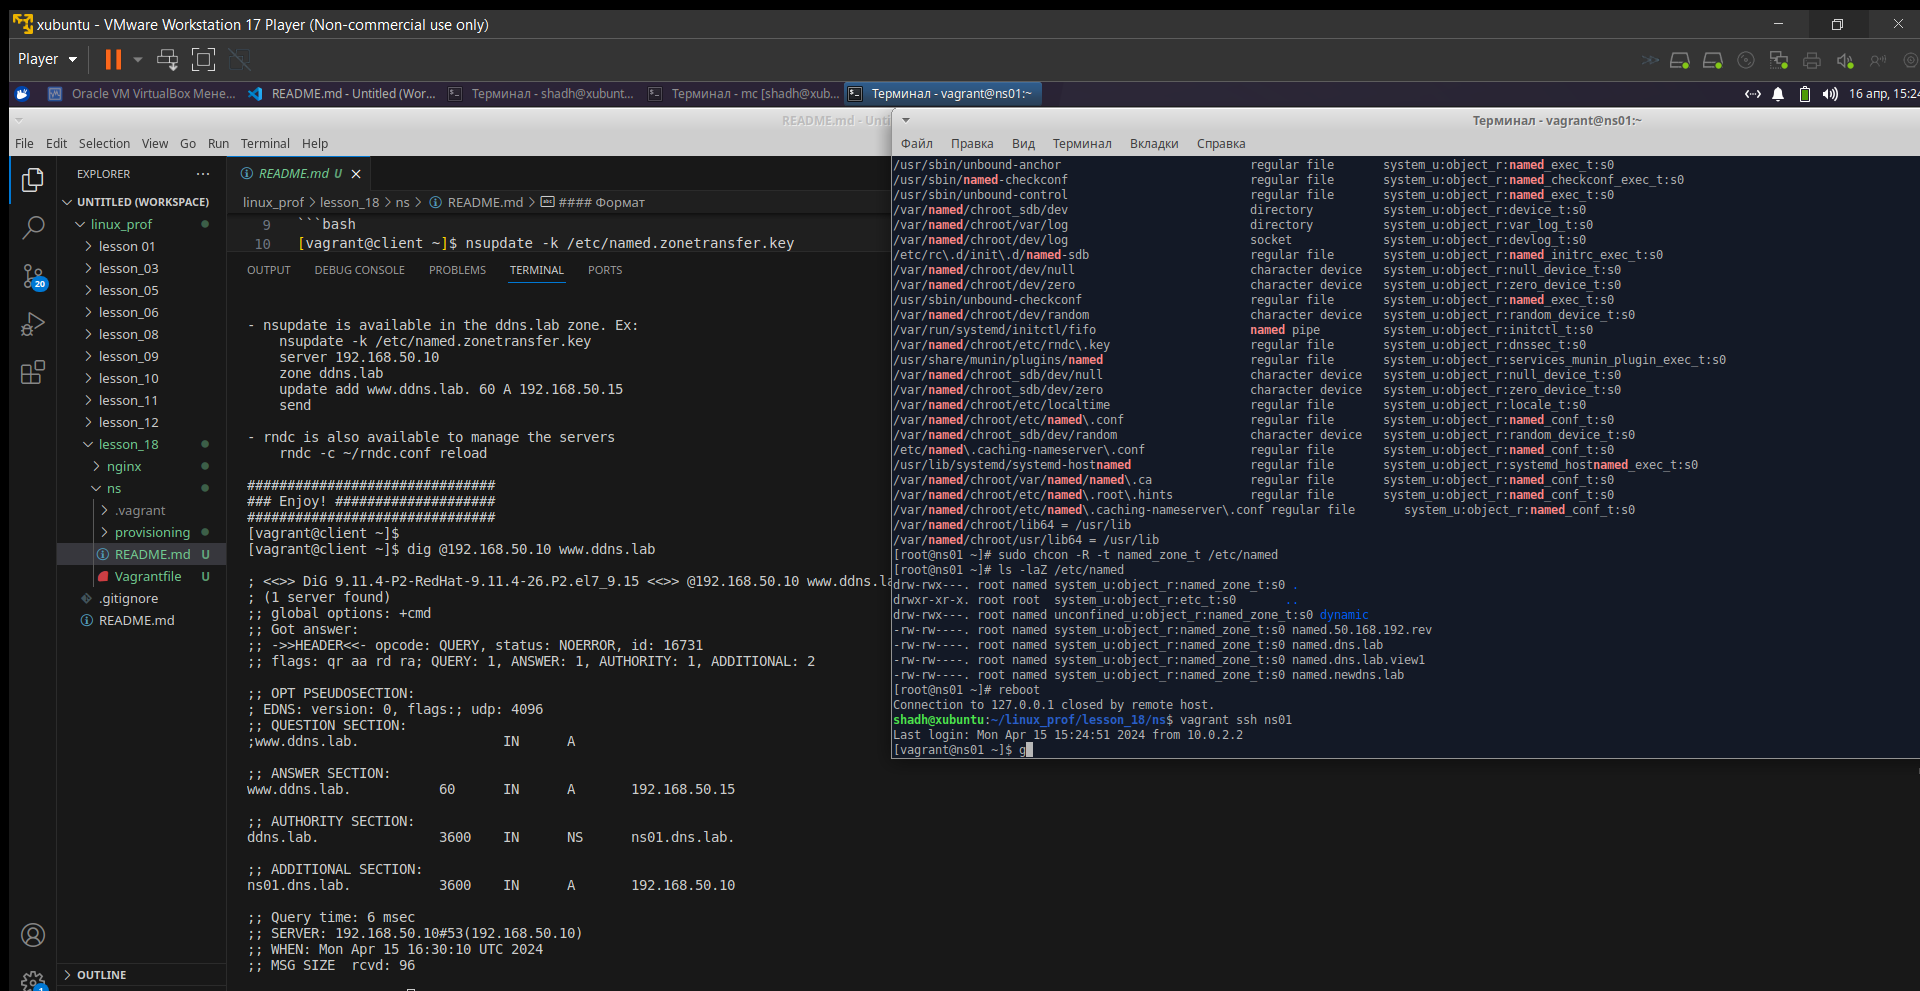 xubuntu - VMware Workstation 17 Player (Non-commercial use only)
Player
Oracle VM VirtualBox Мене...
README.md - Untitled (Wor...
Терминал - shadh@xubunt...
Терминал - mc [shadh@xub...
Терминал - vagrant@ns01:~
16 апр, 15:24
README.md - Unti
File Edit Selection View Go Run Terminal Help
EXPLORER
UNTITLED (WORKSPACE)
linux_prof
lesson 01
lesson_03
lesson_05
lesson_06
lesson_08
lesson_09
lesson_10
lesson_11
lesson_12
lesson_18
nginx
ns
.vagrant
provisioning
README.md U
Vagrantfile U
.gitignore
README.md
OUTLINE
20
1
README.md U
linux_prof > lesson_18 > ns > README.md > #### Формат
9 ```bash
10 [vagrant@client ~]$ nsupdate -k /etc/named.zonetransfer.key
OUTPUT DEBUG CONSOLE PROBLEMS TERMINAL PORTS
- nsupdate is available in the ddns.lab zone. Ex:
nsupdate -k /etc/named.zonetransfer.key
server 192.168.50.10
zone ddns.lab
update add www.ddns.lab. 60 A 192.168.50.15
send
- rndc is also available to manage the servers
rndc -c ~/rndc.conf reload
###############################
### Enjoy! ####################
###############################
[vagrant@client ~]$
[vagrant@client ~]$ dig @192.168.50.10 www.ddns.lab
; <<>> DiG 9.11.4-P2-RedHat-9.11.4-26.P2.el7_9.15 <<>> @192.168.50.10 www.ddns.la
; (1 server found)
;; global options: +cmd
;; Got answer:
;; ->>HEADER<<- opcode: QUERY, status: NOERROR, id: 16731
;; flags: qr aa rd ra; QUERY: 1, ANSWER: 1, AUTHORITY: 1, ADDITIONAL: 2
;; OPT PSEUDOSECTION:
; EDNS: version: 0, flags:; udp: 4096
;; QUESTION SECTION:
;www.ddns.lab. IN A
;; ANSWER SECTION:
www.ddns.lab. 60 IN A 192.168.50.15
;; AUTHORITY SECTION:
ddns.lab. 3600 IN NS ns01.dns.lab.
;; ADDITIONAL SECTION:
ns01.dns.lab. 3600 IN A 192.168.50.10
;; Query time: 6 msec
;; SERVER: 192.168.50.10#53(192.168.50.10)
;; WHEN: Mon Apr 15 16:30:10 UTC 2024
;; MSG SIZE rcvd: 96
Терминал - vagrant@ns01:~
Файл Правка Вид Терминал Вкладки Справка
/usr/sbin/unbound-anchor regular file system_u:object_r:named_exec_t:s0
/usr/sbin/named-checkconf regular file system_u:object_r:named_checkconf_exec_t:s0
/usr/sbin/unbound-control regular file system_u:object_r:named_exec_t:s0
/var/named/chroot_sdb/dev directory system_u:object_r:device_t:s0
/var/named/chroot/var/log directory system_u:object_r:var_log_t:s0
/var/named/chroot/dev/log socket system_u:object_r:devlog_t:s0
/etc/rc\.d/init\.d/named-sdb regular file system_u:object_r:named_initrc_exec_t:s0
/var/named/chroot/dev/null character device system_u:object_r:null_device_t:s0
/var/named/chroot/dev/zero character device system_u:object_r:zero_device_t:s0
/usr/sbin/unbound-checkconf regular file system_u:object_r:named_exec_t:s0
/var/named/chroot/dev/random character device system_u:object_r:random_device_t:s0
/var/run/systemd/initctl/fifo named pipe system_u:object_r:initctl_t:s0
/var/named/chroot/etc/rndc\.key regular file system_u:object_r:dnssec_t:s0
/usr/share/munin/plugins/named regular file system_u:object_r:services_munin_plugin_exec_t:s0
/var/named/chroot_sdb/dev/null character device system_u:object_r:null_device_t:s0
/var/named/chroot_sdb/dev/zero character device system_u:object_r:zero_device_t:s0
/var/named/chroot/etc/localtime regular file system_u:object_r:locale_t:s0
/var/named/chroot/etc/named\.conf regular file system_u:object_r:named_conf_t:s0
/var/named/chroot_sdb/dev/random character device system_u:object_r:random_device_t:s0
/etc/named\.caching-nameserver\.conf regular file system_u:object_r:named_conf_t:s0
/usr/lib/systemd/systemd-hostnamed regular file system_u:object_r:systemd_hostnamed_exec_t:s0
/var/named/chroot/var/named/named\.ca regular file system_u:object_r:named_conf_t:s0
/var/named/chroot/etc/named\.root\.hints regular file system_u:object_r:named_conf_t:s0
/var/named/chroot/etc/named\.caching-nameserver\.conf regular file system_u:object_r:named_conf_t:s0
/var/named/chroot/lib64 = /usr/lib
/var/named/chroot/usr/lib64 = /usr/lib
[root@ns01 ~]# sudo chcon -R -t named_zone_t /etc/named
[root@ns01 ~]# ls -laZ /etc/named
drw-rwx---. root named system_u:object_r:named_zone_t:s0 .
drwxr-xr-x. root root system_u:object_r:etc_t:s0 ..
drw-rwx---. root named unconfined_u:object_r:named_zone_t:s0 dynamic
-rw-rw----. root named system_u:object_r:named_zone_t:s0 named.50.168.192.rev
-rw-rw----. root named system_u:object_r:named_zone_t:s0 named.dns.lab
-rw-rw----. root named system_u:object_r:named_zone_t:s0 named.dns.lab.view1
-rw-rw----. root named system_u:object_r:named_zone_t:s0 named.newdns.lab
[root@ns01 ~]# reboot
Connection to 127.0.0.1 closed by remote host.
shadh@xubuntu:~/linux_prof/lesson_18/ns$ vagrant ssh ns01
Last login: Mon Apr 15 15:24:51 2024 from 10.0.2.2
[vagrant@ns01 ~]$ g